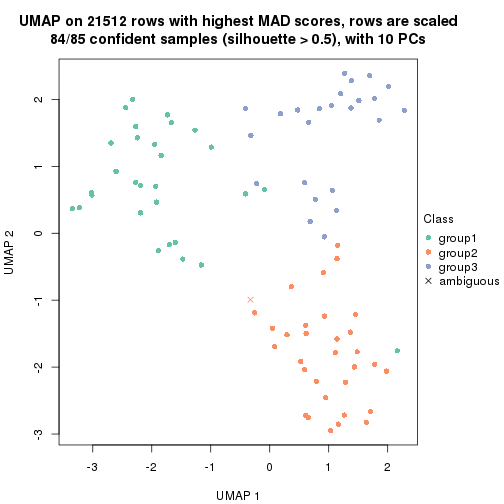 UMAP on 21512 rows with highest MAD scores, rows are scaled
84/85 confident samples (silhouette > 0.5), with 10 PCs
2
1
0
-1
-2
-3
UMAP 2
-3
-2
-1
0
1
2
UMAP 1
Class
group1
group2
group3
ambiguous